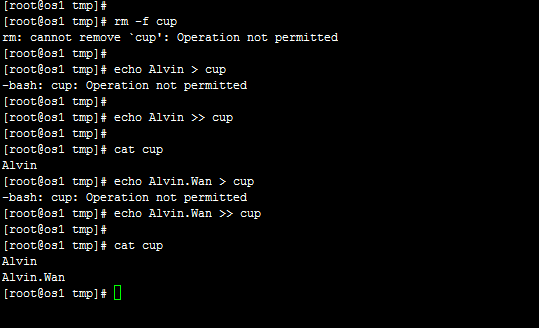 [root@os1 tmp]#
[root@os1 tmp]# rm -f cup
rm: cannot remove `cup': Operation not permitted
[root@os1 tmp]#
[root@os1 tmp]# echo Alvin > cup
-bash: cup: Operation not permitted
[root@os1 tmp]#
[root@os1 tmp]# echo Alvin >> cup
[root@os1 tmp]#
[root@os1 tmp]# cat cup
Alvin
[root@os1 tmp]# echo Alvin.Wan > cup
-bash: cup: Operation not permitted
[root@os1 tmp]# echo Alvin.Wan >> cup
[root@os1 tmp]#
[root@os1 tmp]# cat cup
Alvin
Alvin.Wan
[root@os1 tmp]#